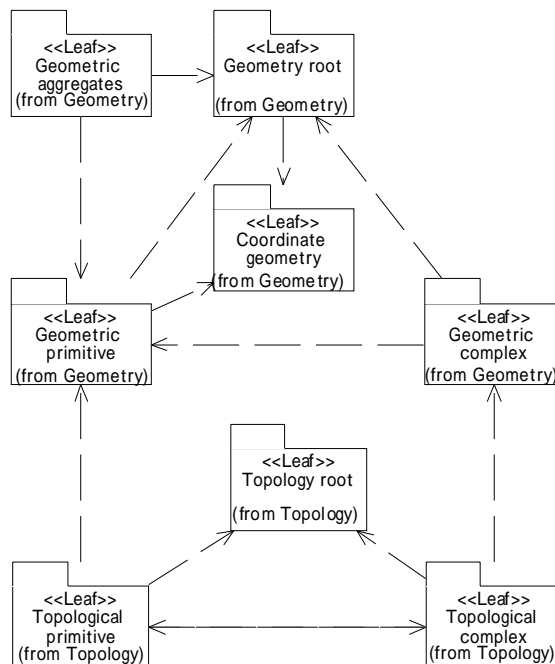 <<Leaf>>
Geometric
aggregates
(from Geometry)
<<Leaf>>
Geometry root
(from Geometry)
<<Leaf>>
Coordinate
geometry
(from Geometry)
<<Leaf>>
Geometric
primitive
(from Geometry)
<<Leaf>>
Geometric
complex
(from Geometry)
<<Leaf>>
Topology root
(from Topology)
<<Leaf>>
Topological
primitive
(from Topology)
<<Leaf>>
Topological
complex
(from Topology)